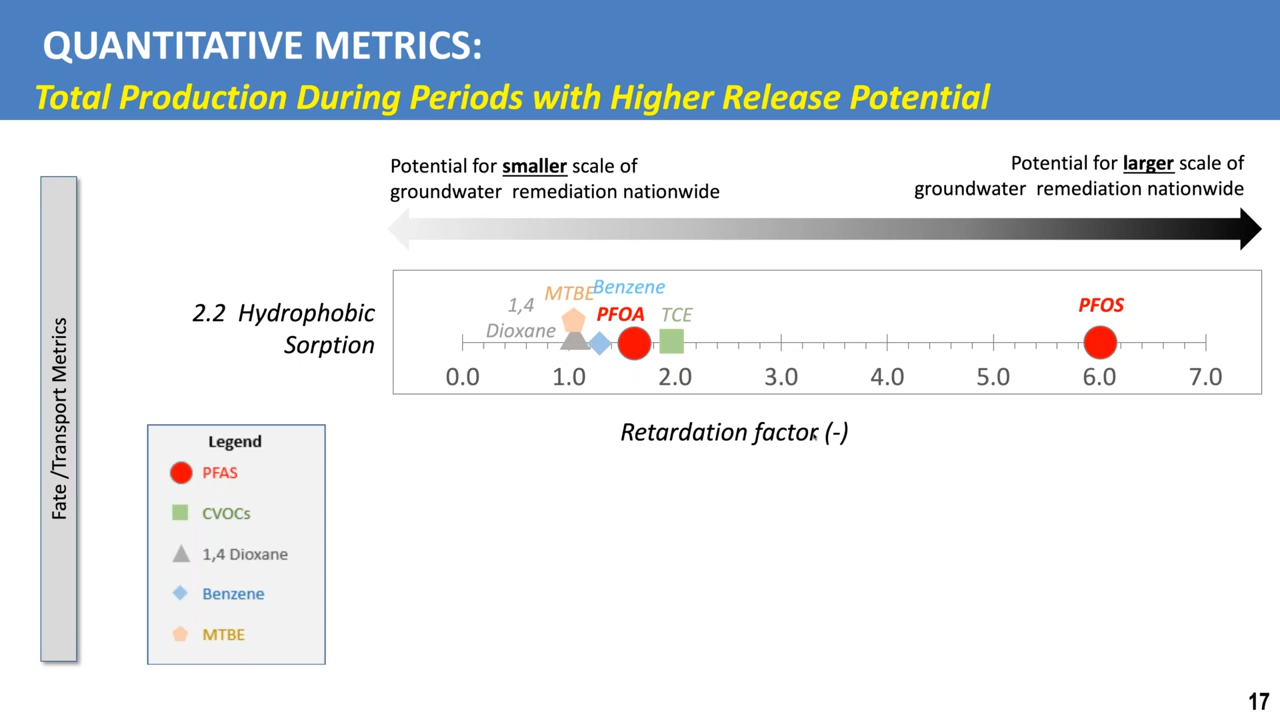 QUANTITATIVE METRICS:
Total Production During Periods with Higher Release Potential
Potential for smaller scale of
groundwater remediation nationwide
Potential for larger scale of
groundwater remediation nationwide
Fate /Transport Metrics
2.2 Hydrophobic
Sorption
1,4
Dioxane
MTBE
Benzene
PFOA
TCE
PFOS
0.0 1.0 2.0 3.0 4.0 5.0 6.0 7.0
Retardation factor (-)
Legend
PFAS
CVOCs
1,4 Dioxane
Benzene
MTBE
17